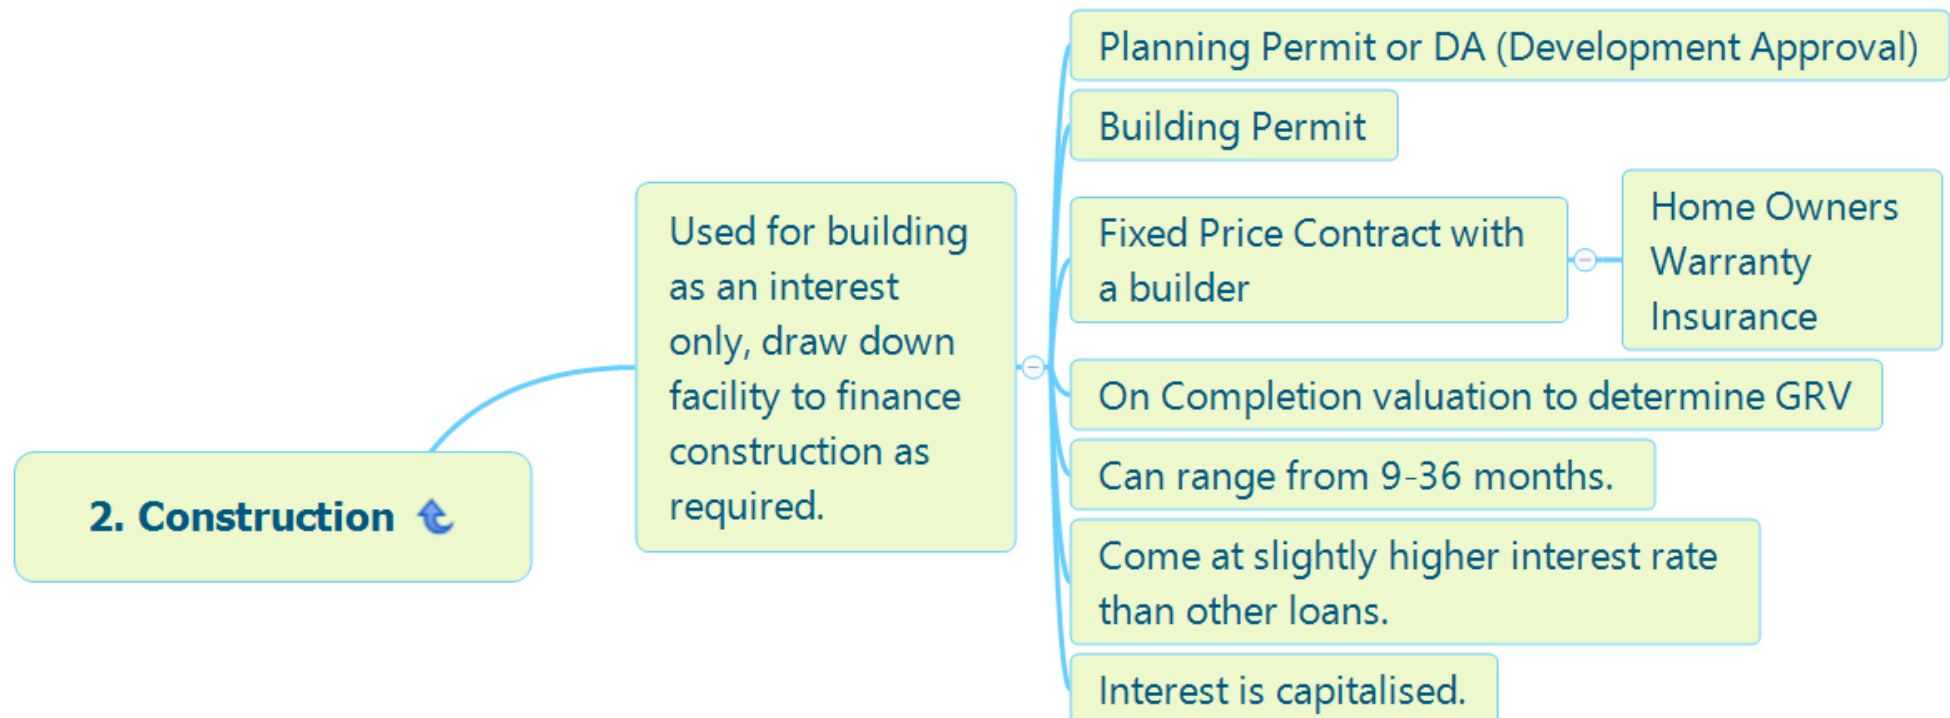 2. Construction
Used for building
as an interest
only, draw down
facility to finance
construction as
required.
Planning Permit or DA (Development Approval)
Building Permit
Fixed Price Contract with
a builder
Home Owners
Warranty
Insurance
On Completion valuation to determine GRV
Can range from 9-36 months.
Come at slightly higher interest rate
than other loans.
Interest is capitalised.